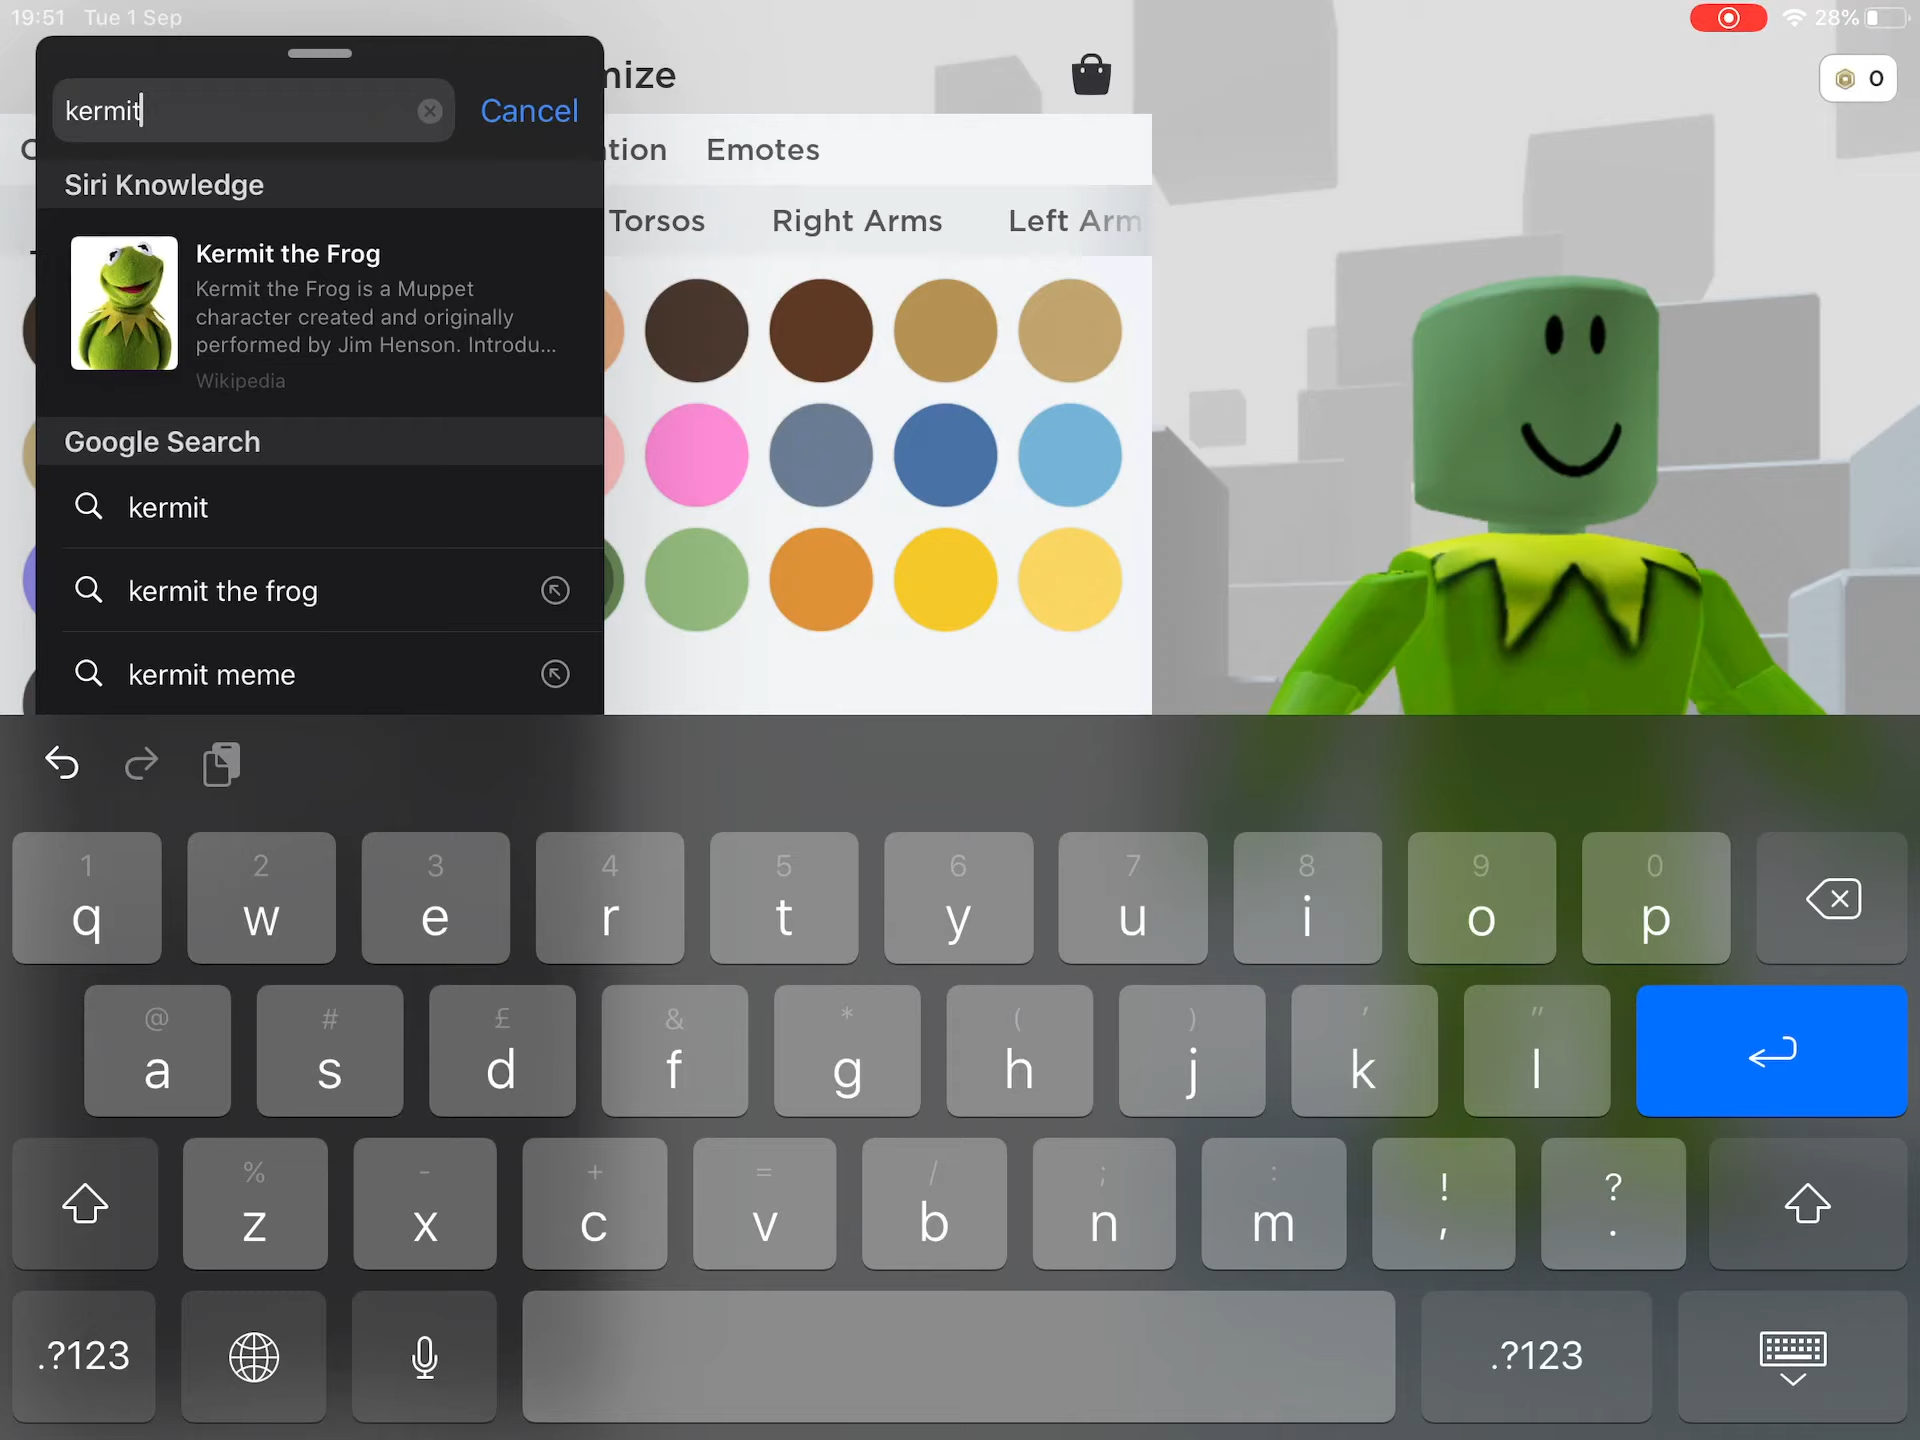 19:51 Tue 1 Sep
28%
kermit
Cancel
mize
0
tion
Emotes
Siri Knowledge
Torsos
Right Arms
Left Arm
Kermit the Frog
Kermit the Frog is a Muppet
character created and originally
performed by Jim Henson. Introdu...
Wikipedia
Google Search
kermit
kermit the frog
kermit meme
1 2 3 4 5 6 7 8 9 0
q w e r t y u i o p
@ # £ & * ( ) ' "
a s d f g h j k l
% - + = / ; : ! ?
z x c v b n m , .
.?123
.?123